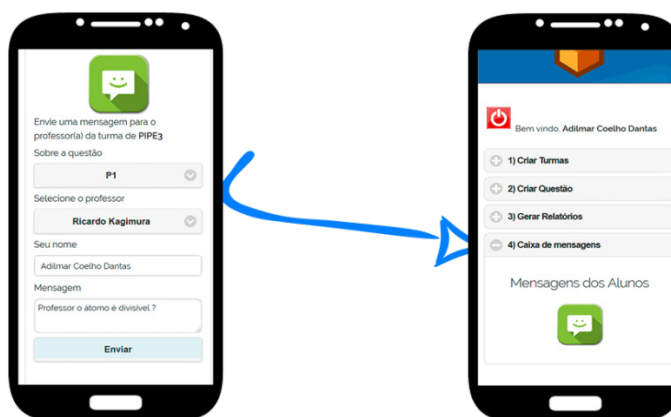 Envie uma mensagem para o
professor(a) da turma de PIPE3
Sobre a questão
P1
Selecione o professor
Ricardo Kagimura
Seu nome
Adilmar Coelho Dantas
Mensagem
Professor o átomo é divisível ?
Enviar
Bem vindo, Adilmar Coelho Dantas
1) Criar Turmas
2) Criar Questão
3) Gerar Relatórios
4) Caixa de mensagens
Mensagens dos Alunos